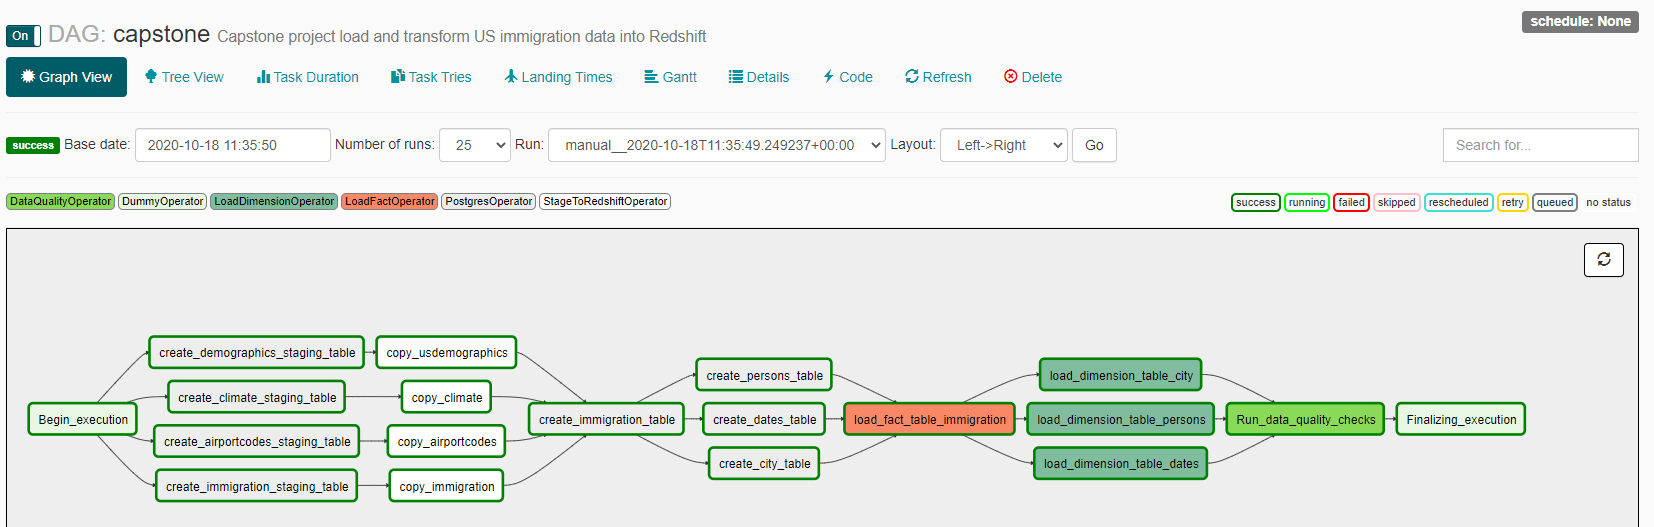 schedule: None
On DAG: capstone Capstone project load and transform US immigration data into Redshift
Graph View Tree View Task Duration Task Tries Landing Times Gantt Details Code Refresh Delete
success Base date: 2020-10-18 11:35:50 Number of runs: 25 Run: manual__2020-10-18T11:35:49.249237+00:00 Layout: Left->Right Go Search for...
DataQualityOperator DummyOperator LoadDimensionOperator LoadFactOperator PostgresOperator StageToRedshiftOperator success running failed skipped rescheduled retry queued no status
create_demographics_staging_table copy_usdemographics
create_persons_table load_dimension_table_city
create_climate_staging_table copy_climate
Begin_execution create_immigration_table create_dates_table load_fact_table_immigration load_dimension_table_persons Run_data_quality_checks Finalizing_execution
create_airportcodes_staging_table copy_airportcodes
create_city_table load_dimension_table_dates
create_immigration_staging_table copy_immigration